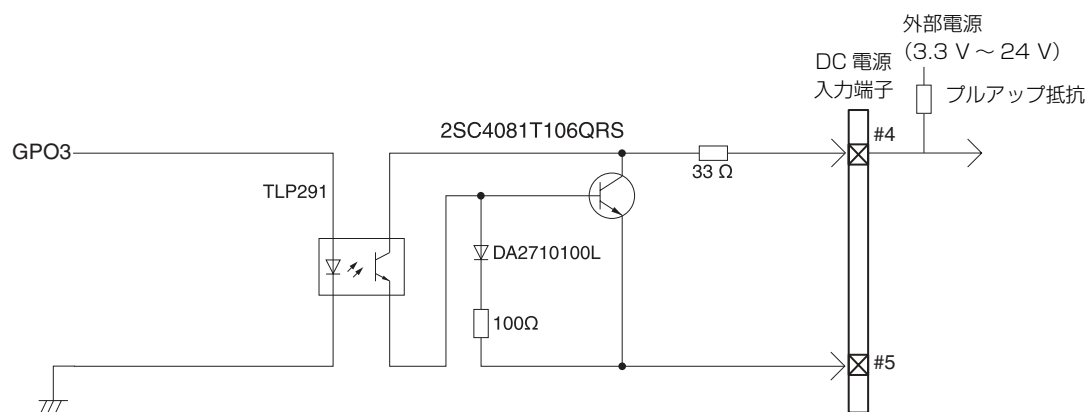 外部電源
(3.3 V ～ 24 V)
DC 電源
入力端子
プルアップ抵抗
#4
2SC4081T106QRS
GPO3
33 Ω
TLP291
DA2710100L
100Ω
#5